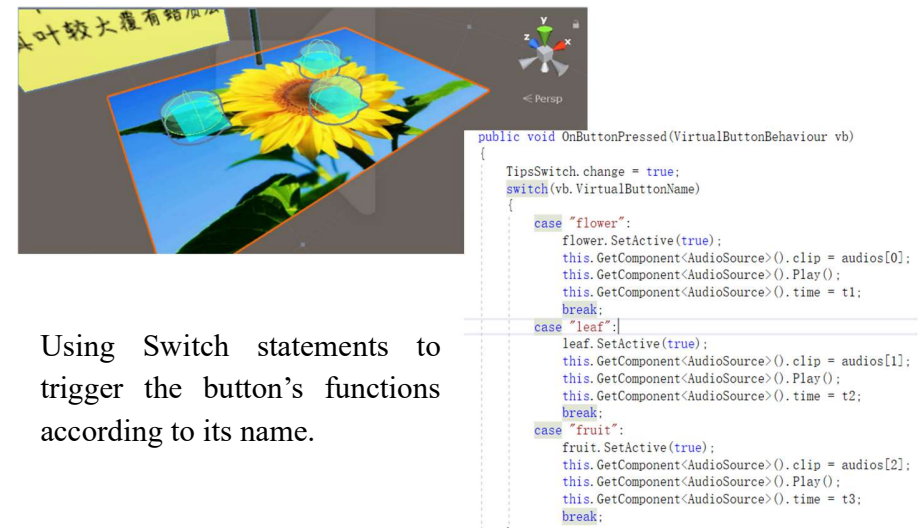 叶较大覆有
y
z
x
< Persp
public void OnButtonPressed(VirtualButtonBehaviour vb)
{
TipsSwitch.change = true;
switch(vb.VirtualButtonName)
{
case "flower":
flower.SetActive(true);
this.GetComponent<AudioSource>().clip = audios[0];
this.GetComponent<AudioSource>().Play();
this.GetComponent<AudioSource>().time = t1;
break;
case "leaf":
leaf.SetActive(true);
this.GetComponent<AudioSource>().clip = audios[1];
this.GetComponent<AudioSource>().Play();
this.GetComponent<AudioSource>().time = t2;
break;
case "fruit":
fruit.SetActive(true);
this.GetComponent<AudioSource>().clip = audios[2];
this.GetComponent<AudioSource>().Play();
this.GetComponent<AudioSource>().time = t3;
break;
Using Switch statements to
trigger the button's functions
according to its name.